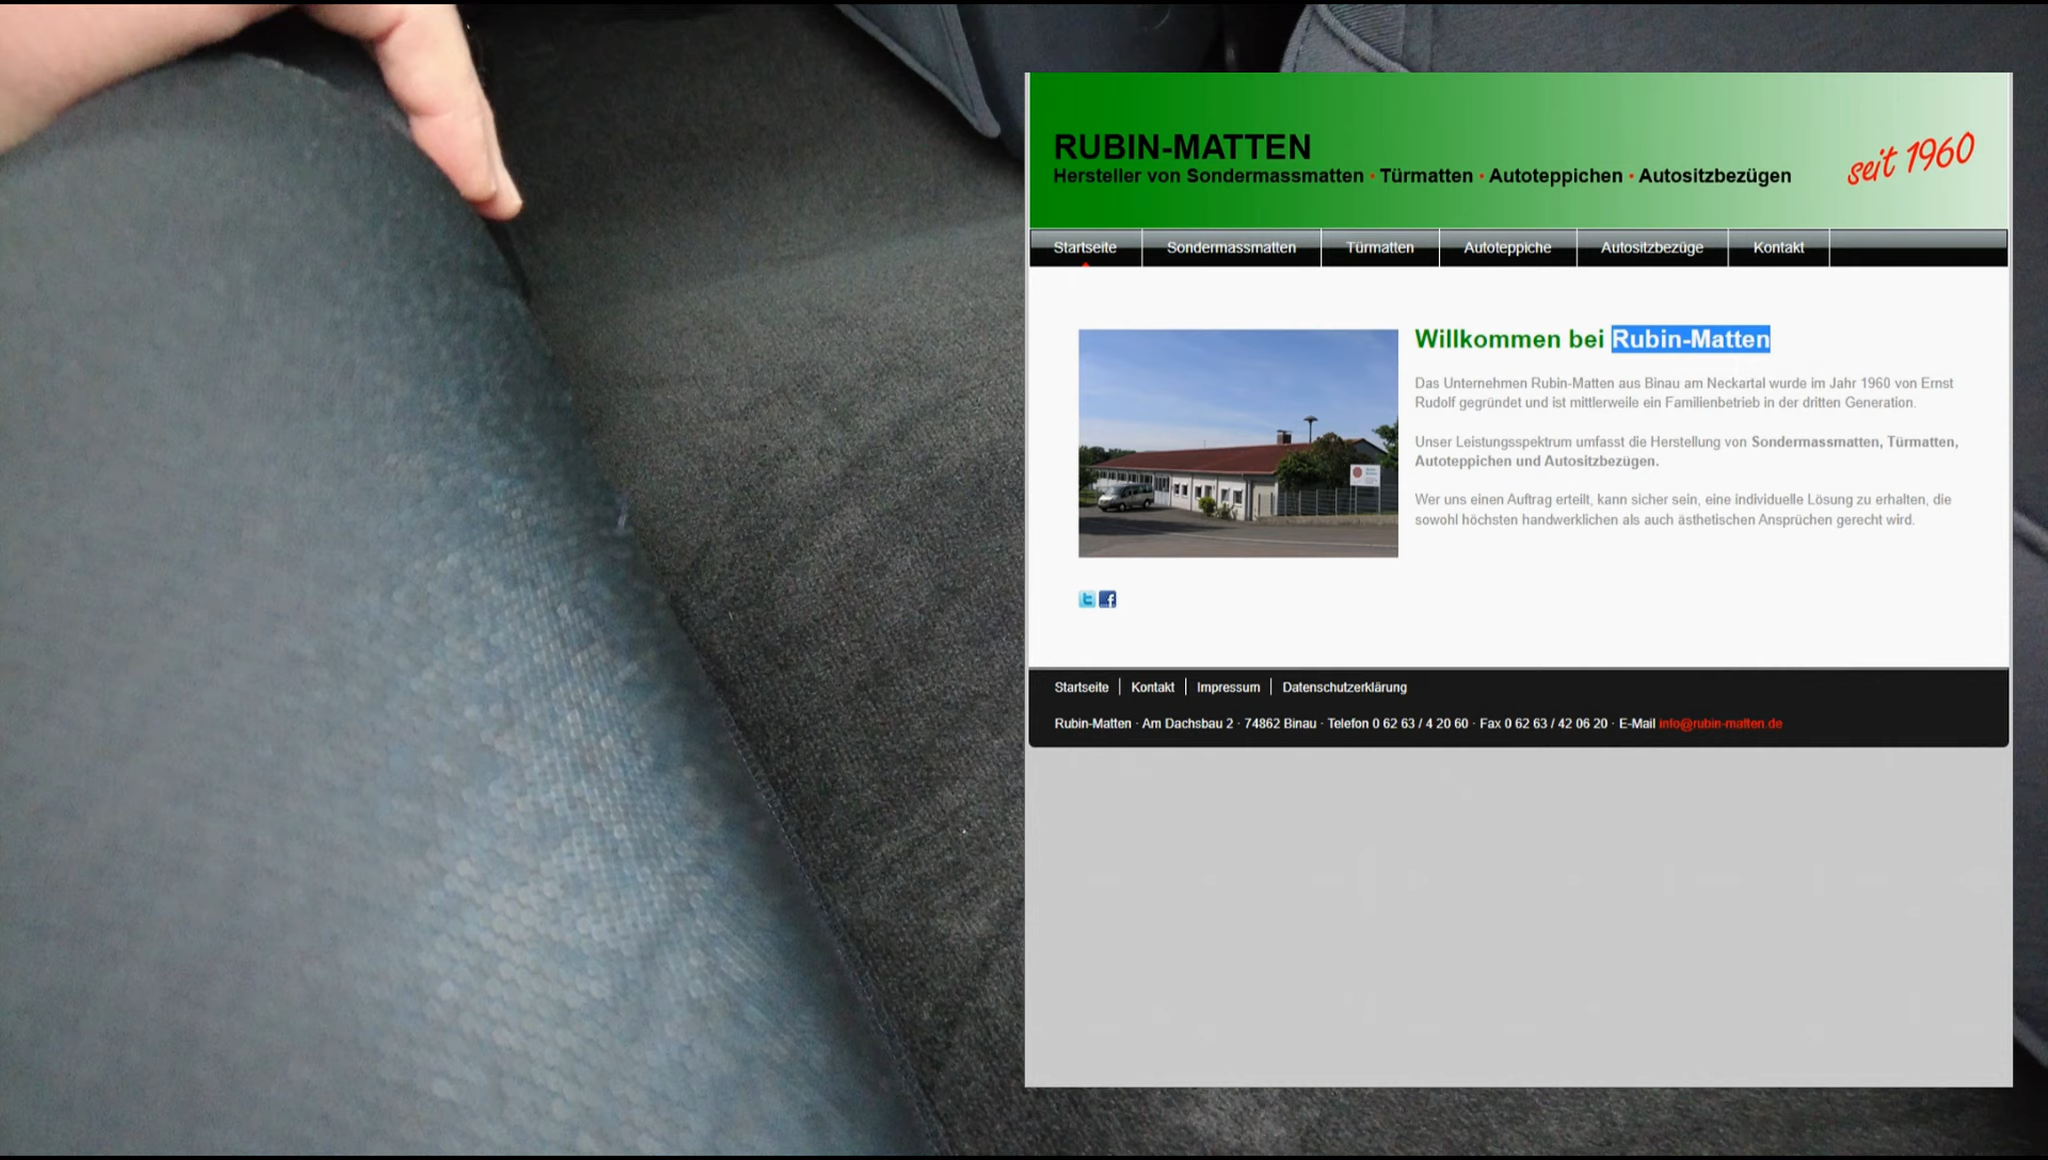 RUBIN-MATTEN
Hersteller von Sondermassmatten • Türmatten • Autoteppichen • Autositzbezügen
seit 1960
Startseite
Sondermassmatten
Türmatten
Autoteppiche
Autositzbezüge
Kontakt
Willkommen bei Rubin-Matten
Das Unternehmen Rubin-Matten aus Binau am Neckartal wurde im Jahr 1960 von Ernst
Rudolf gegründet und ist mittlerweile ein Familienbetrieb in der dritten Generation.
Unser Leistungsspektrum umfasst die Herstellung von Sondermassmatten, Türmatten,
Autoteppichen und Autositzbezügen.
Wer uns einen Auftrag erteilt, kann sicher sein, eine individuelle Lösung zu erhalten, die
sowohl höchsten handwerklichen als auch ästhetischen Ansprüchen gerecht wird.
Startseite | Kontakt | Impressum | Datenschutzerklärung
Rubin-Matten · Am Dachsbau 2 · 74862 Binau · Telefon 0 62 63 / 4 20 60 · Fax 0 62 63 / 42 06 20 · E-Mail info@rubin-matten.de